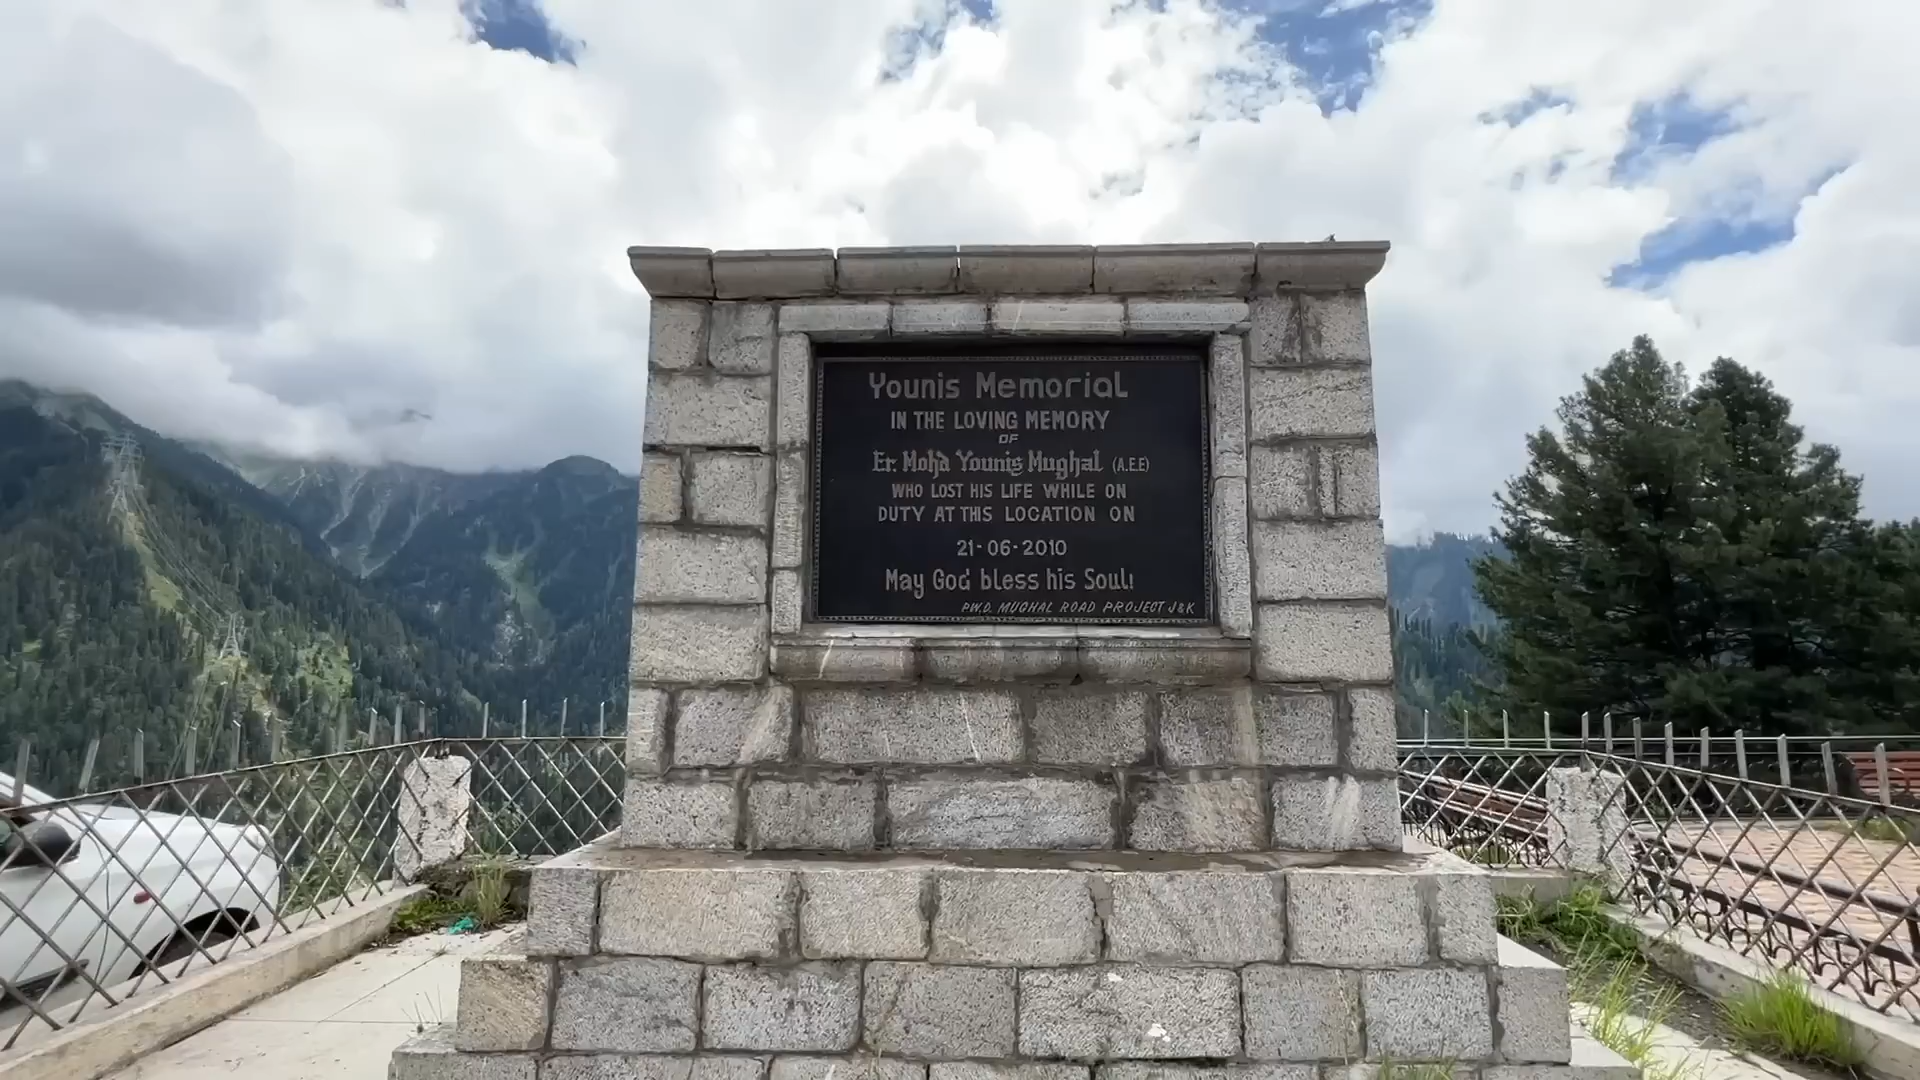 Younis Memorial
IN THE LOVING MEMORY
OF
Er. Mohd Younis Mughal (A.E.E)
WHO LOST HIS LIFE WHILE ON
DUTY AT THIS LOCATION ON
21-06-2010
May God bless his Soul!
P.W.D. MUGHAL ROAD PROJECT J&K